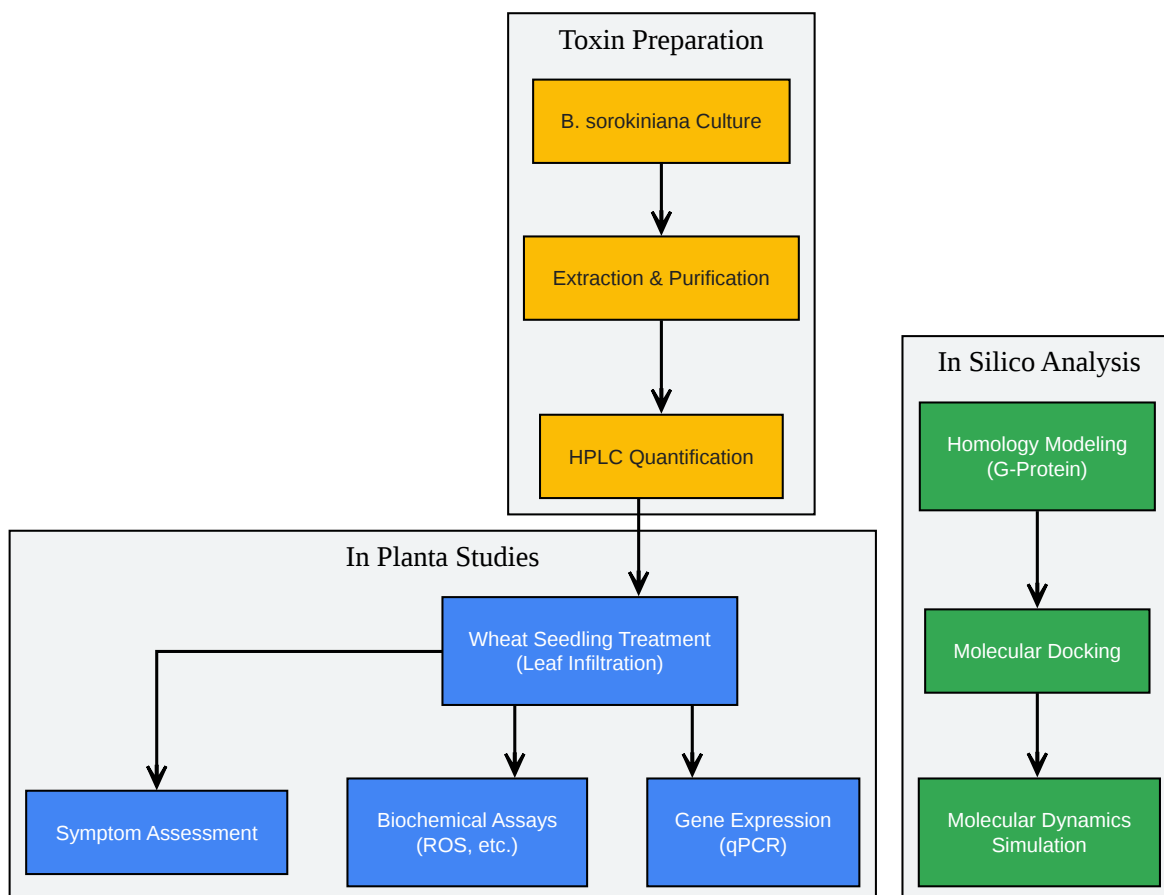 Toxin Preparation
B. sorokiniana Culture
Extraction & Purification
HPLC Quantification
In Planta Studies
Wheat Seedling Treatment
(Leaf Infiltration)
Symptom Assessment
Biochemical Assays
(ROS, etc.)
Gene Expression
(qPCR)
In Silico Analysis
Homology Modeling
(G-Protein)
Molecular Docking
Molecular Dynamics
Simulation